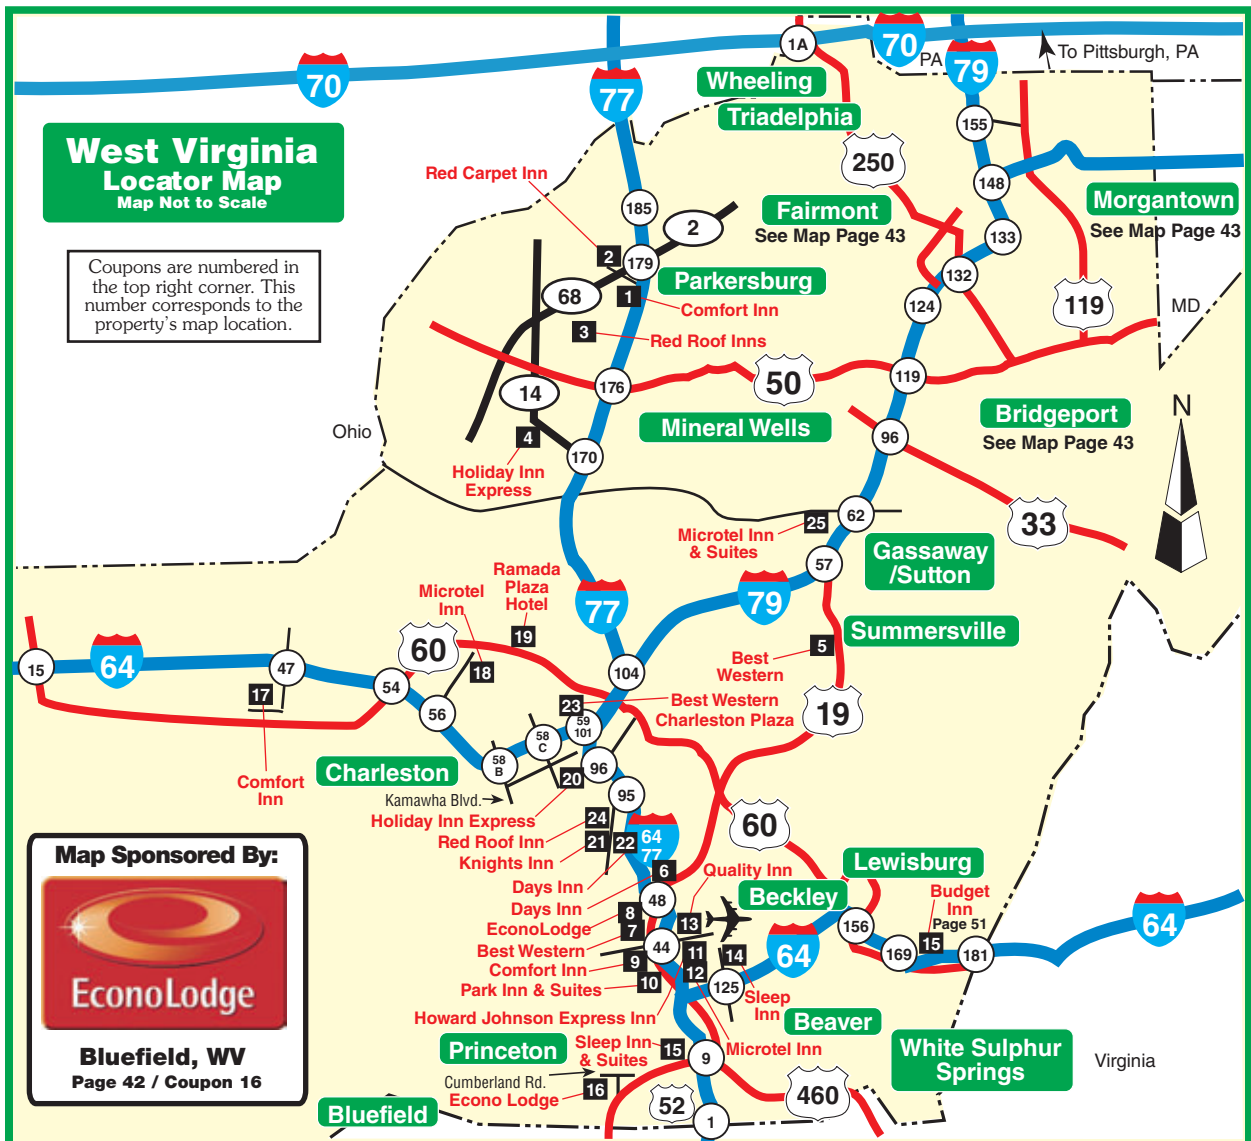 West Virginia
Locator Map
Map Not to Scale
Coupons are numbered in
the top right corner. This
number corresponds to the
property's map location.
70
77
1A
70
PA
79
To Pittsburgh, PA
Wheeling
Triadelphia
155
250
148
Morgantown
See Map Page 43
Red Carpet Inn
185
2
Fairmont
See Map Page 43
133
2
179
Parkersburg
132
68
1
Comfort Inn
124
119
MD
3
Red Roof Inns
14
176
50
119
N
Ohio
Mineral Wells
Bridgeport
See Map Page 43
4
170
96
Holiday Inn
Express
33
Microtel Inn
& Suites
25
62
Gassaway
/Sutton
57
Ramada
Plaza
Hotel
Microtel
Inn
77
79
19
60
5
Summersville
Best
Western
15
64
47
18
104
17
54
56
23
Best Western
Charleston Plaza
19
59
101
58
C
58
B
Comfort
Inn
Charleston
20
96
Kamawha Blvd.
95
Holiday Inn Express
24
60
Red Roof Inn
21
22
64
77
Knights Inn
6
Quality Inn
Lewisburg
Days Inn
Days Inn
48
Beckley
Budget
Inn
Page 51
8
EconoLodge
13
7
156
64
Best Western
44
11
14
64
169
15
181
Comfort Inn
9
12
Park Inn & Suites
10
125
Sleep
Inn
Howard Johnson Express Inn
Beaver
Princeton
Sleep Inn
& Suites
15
9
Microtel Inn
White Sulphur
Springs
Virginia
Cumberland Rd.
Econo Lodge
16
52
460
Bluefield
1
Map Sponsored By:
EconoLodge
Bluefield, WV
Page 42 / Coupon 16